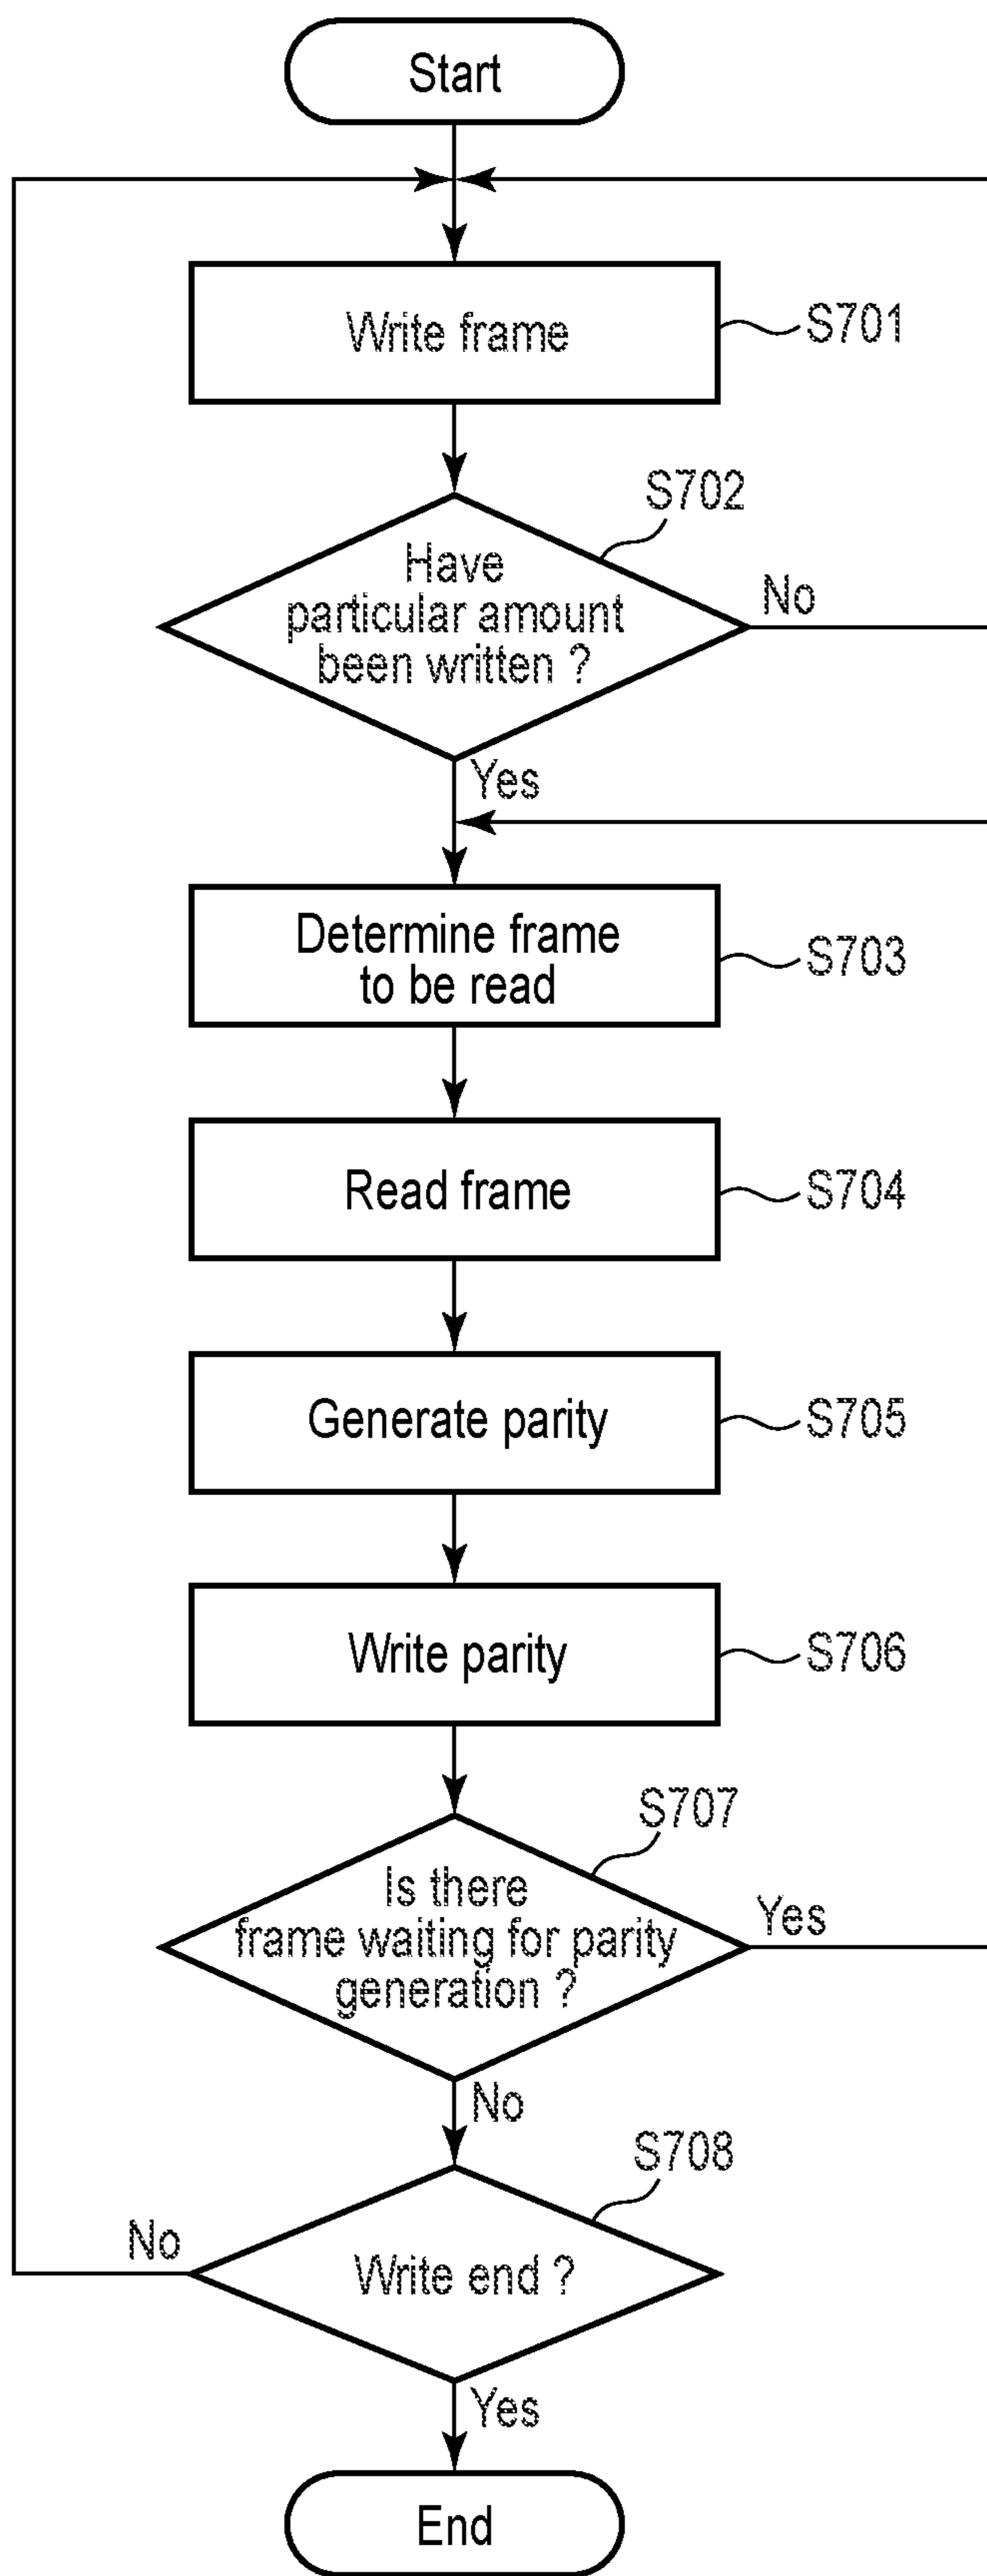 Start
Write frame
S701
S702
Have
particular amount
been written ?
No
Yes
Determine frame
to be read
S703
Read frame
S704
Generate parity
S705
Write parity
S706
S707
Is there
frame waiting for parity
generation ?
Yes
No
S708
No
Write end ?
Yes
End